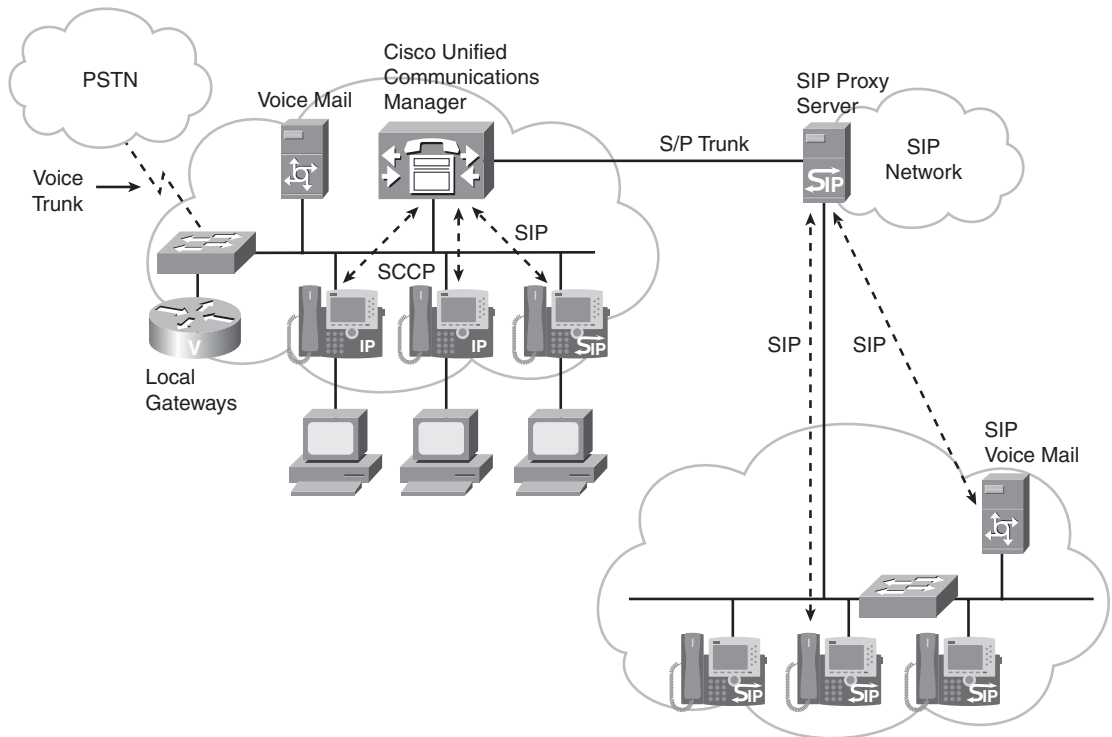 PSTN
Cisco Unified
Communications
Manager
Voice Mail
SIP Proxy
Server
S/P Trunk
SIP
Network
SIP
Voice
Trunk
SIP
SCCP
IP
IP
SIP
V
Local
Gateways
SIP
SIP
SIP
Voice Mail
SIP
SIP
SIP